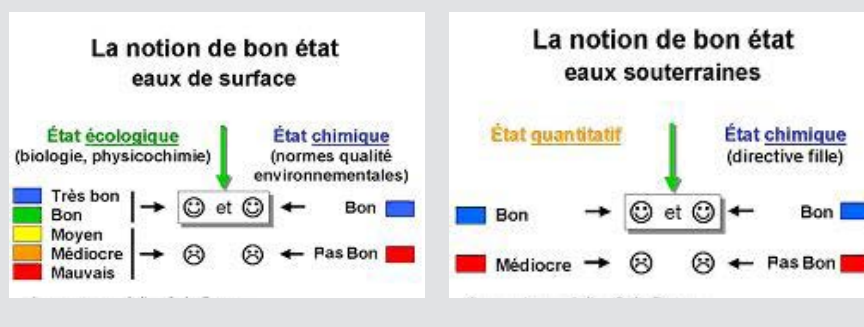 La notion de bon état
eaux de surface
État écologique
(biologie, physicochimie)
État chimique
(normes qualité
environnementales)
Très bon
Bon
Moyen
Médiocre
Mauvais
et
Bon
Pas Bon
La notion de bon état
eaux souterraines
État quantitatif
État chimique
(directive fille)
Bon
Médiocre
et
Bon
Pas Bon